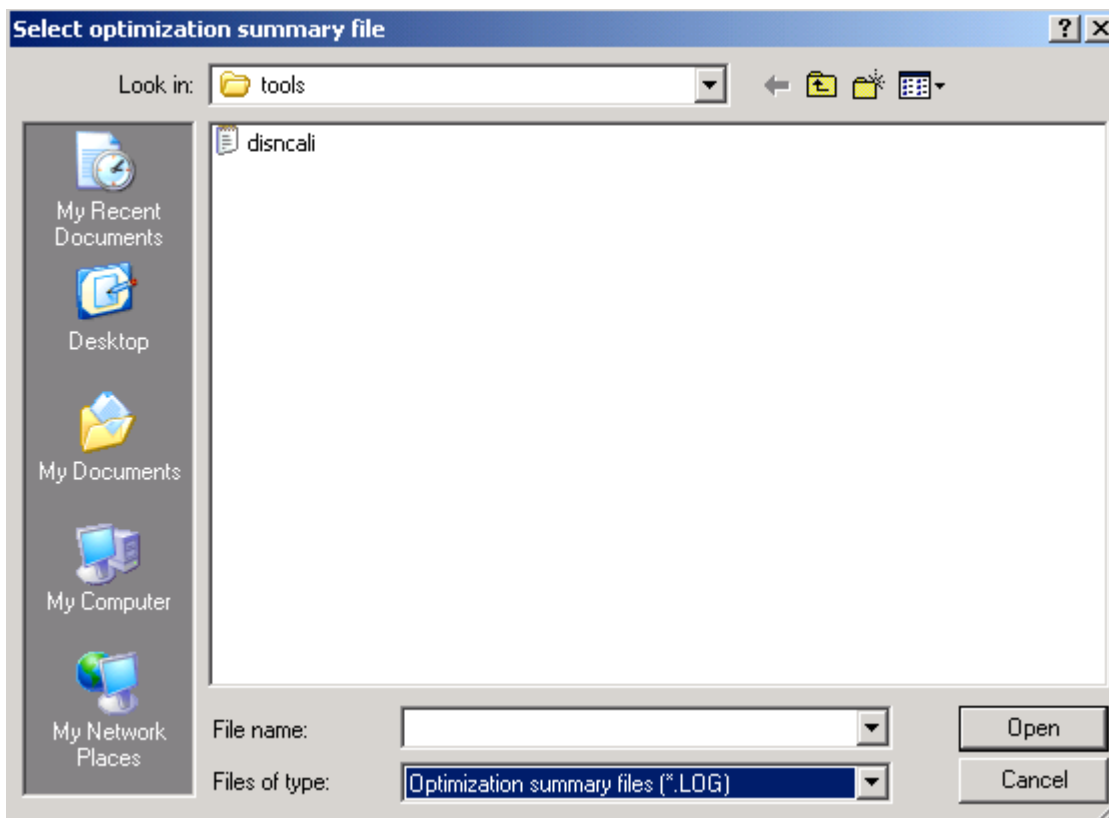 Select optimization summary file
Look in: tools
disncali
My Recent
Documents
Desktop
My Documents
My Computer
My Network
Places
File name:
Open
Files of type: Optimization summary files (*.LOG)
Cancel